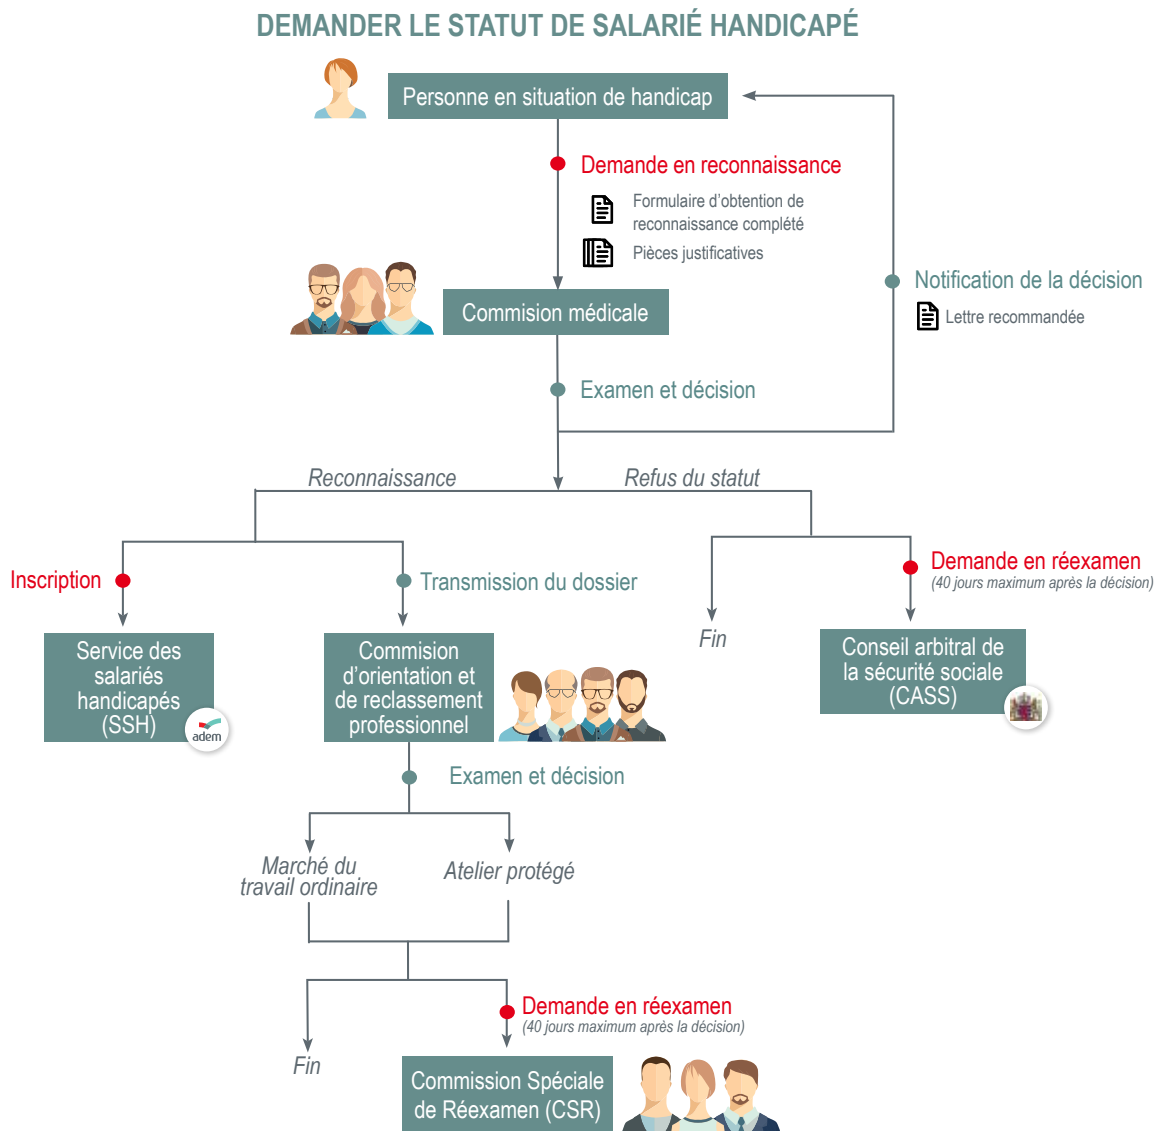 DEMANDER LE STATUT DE SALARIÉ HANDICAPÉ
Personne en situation de handicap
Demande en reconnaissance
Formulaire d'obtention de
reconnaissance complété
Pièces justificatives
Notification de la décision
Lettre recommandée
Commision médicale
Examen et décision
Reconnaissance
Refus du statut
Inscription
Transmission du dossier
Demande en réexamen
(40 jours maximum après la décision)
Service des
salariés
handicapés
(SSH)
adem
Commision
d'orientation et
de reclassement
professionnel
Fin
Conseil arbitral de
la sécurité sociale
(CASS)
Examen et décision
Marché du
travail ordinaire
Atelier protégé
Demande en réexamen
(40 jours maximum après la décision)
Fin
Commission Spéciale
de Réexamen (CSR)